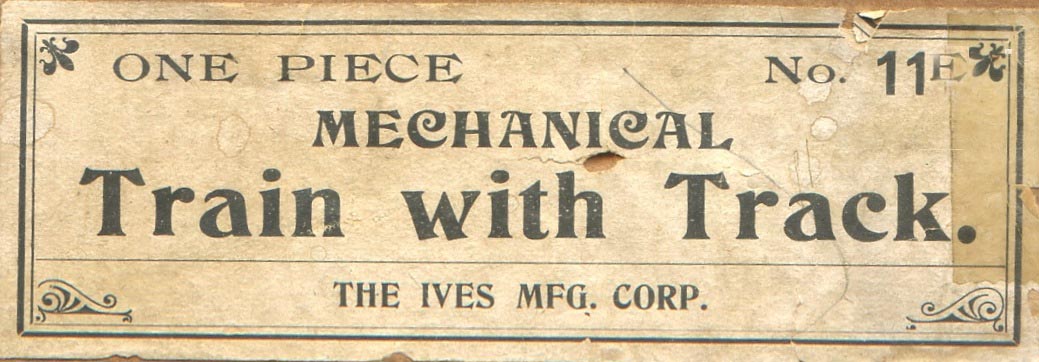 ONE PIECE No. 11E
MECHANICAL
Train with Track.
THE IVES MFG. CORP.